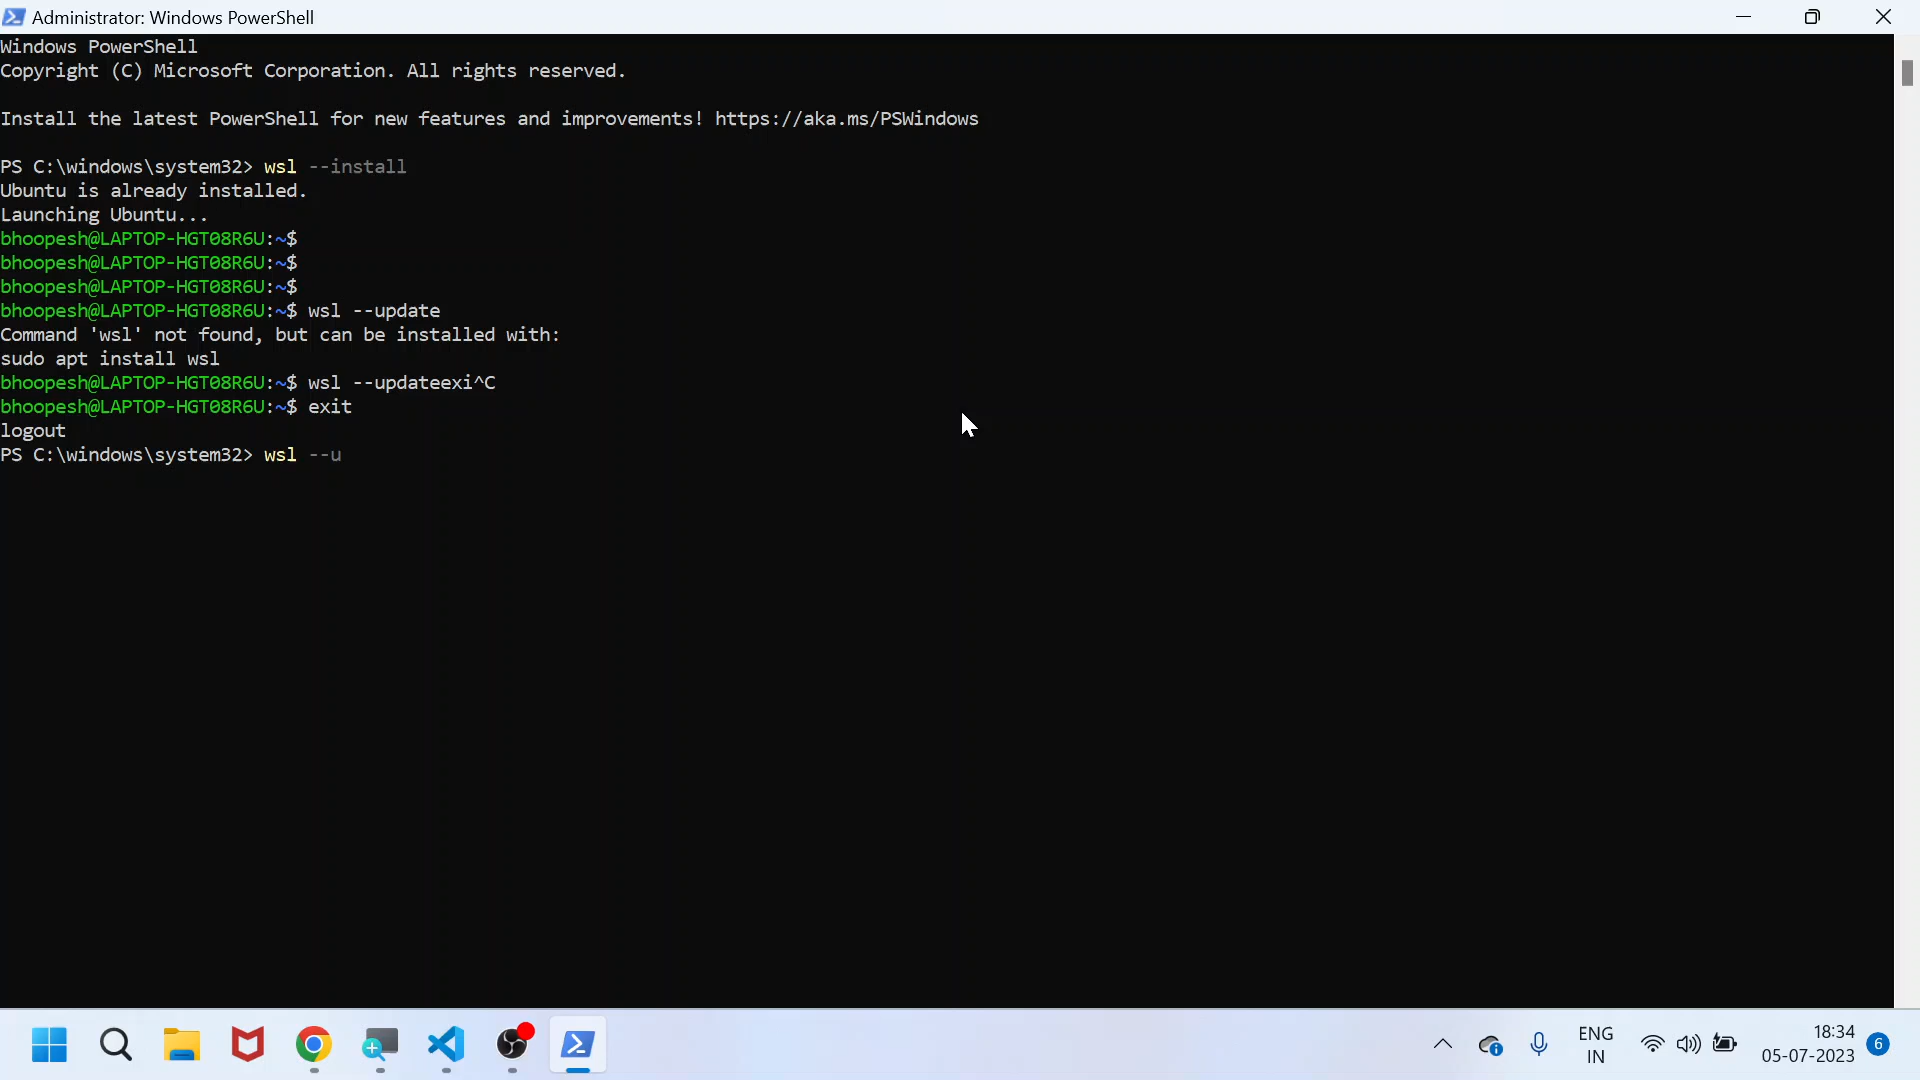 Administrator: Windows PowerShell
Windows PowerShell
Copyright (C) Microsoft Corporation. All rights reserved.
Install the latest PowerShell for new features and improvements! https://aka.ms/PSWindows
PS C:\windows\system32> wsl --install
Ubuntu is already installed.
Launching Ubuntu...
bhoopesh@LAPTOP-HGT08R6U:~$
bhoopesh@LAPTOP-HGT08R6U:~$
bhoopesh@LAPTOP-HGT08R6U:~$
bhoopesh@LAPTOP-HGT08R6U:~$ wsl --update
Command 'wsl' not found, but can be installed with:
sudo apt install wsl
bhoopesh@LAPTOP-HGT08R6U:~$ wsl --updateexi^C
bhoopesh@LAPTOP-HGT08R6U:~$ exit
logout
PS C:\windows\system32> wsl --u
ENG
IN
18:34
05-07-2023
6